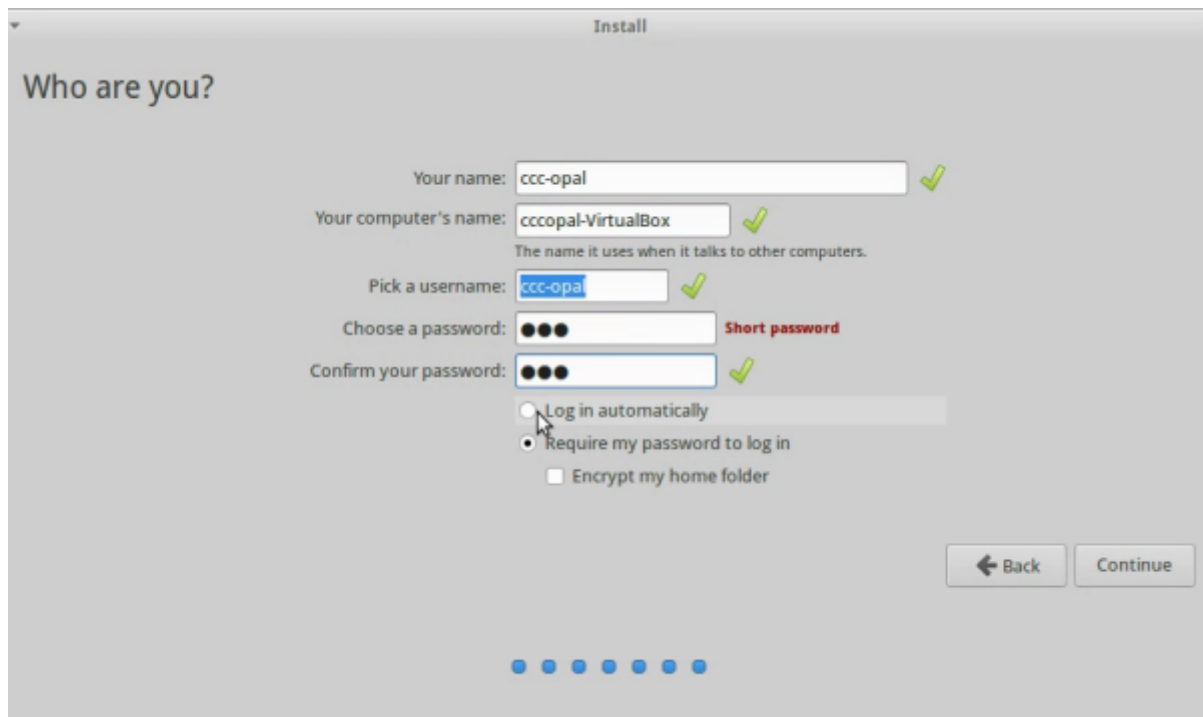 Install
Who are you?
Your name: ccc-opal
Your computer's name: cccopal-VirtualBox
The name it uses when it talks to other computers.
Pick a username: ccc-opal
Choose a password: ●●● Short password
Confirm your password: ●●●
Log in automatically
Require my password to log in
Encrypt my home folder
Back Continue